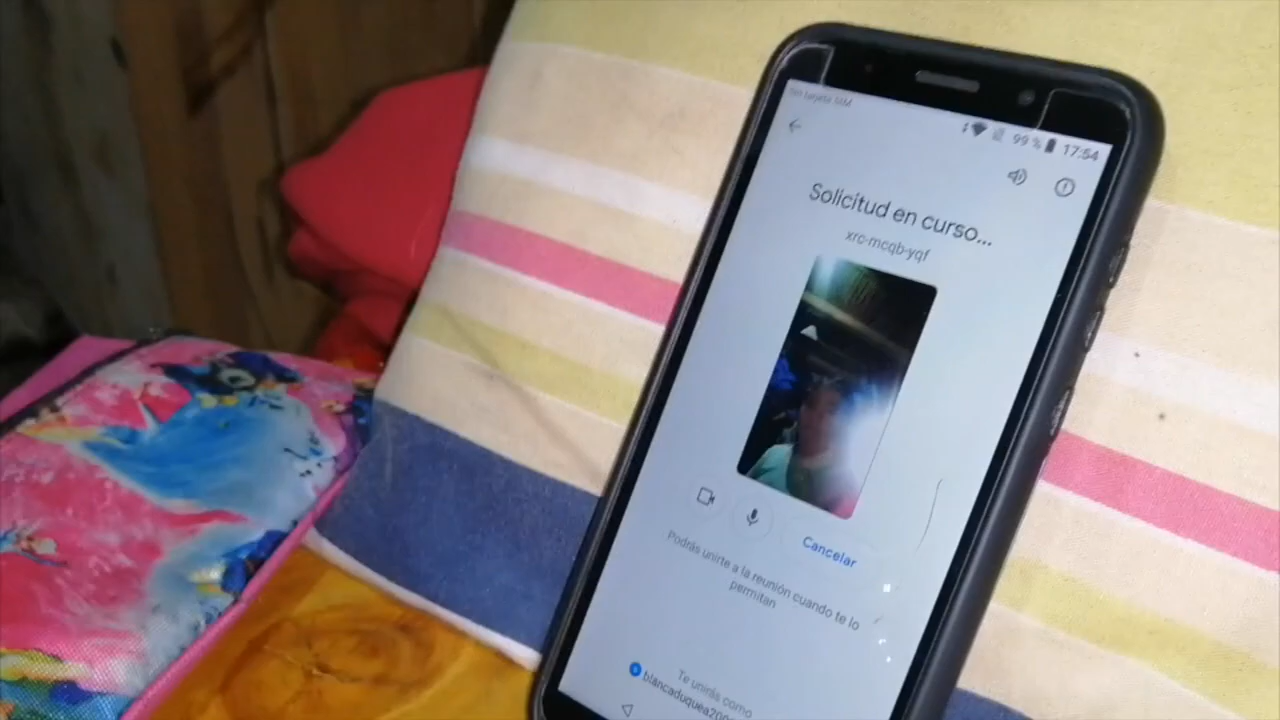 Sin tarjeta SIM
99 % 17:54
Solicitud en curso...
xrc-mcqb-yqf
Cancelar
Podrás unirte a la reunión cuando te lo
permitan
Te unirás como
blancaduquea200